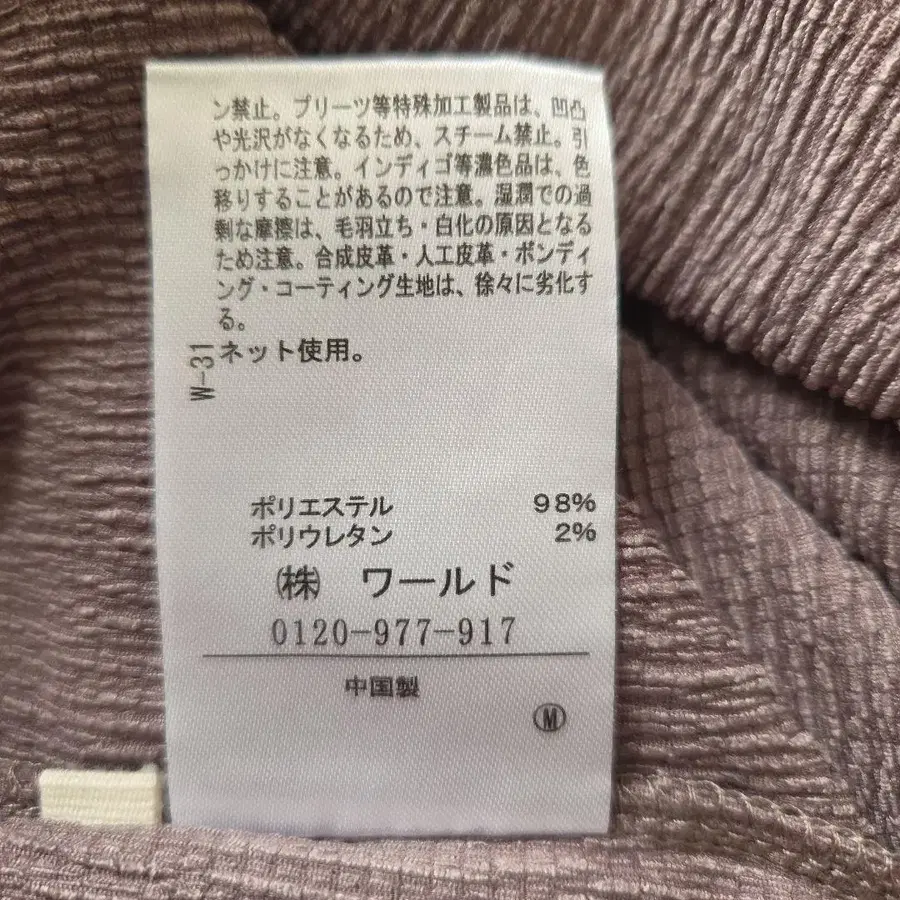 ン禁止。プリーツ等特殊加工製品は、凹凸
や光沢がなくなるため、スチーム禁止。引
っかけに注意。インディゴ等濃色品は、色
移りすることがあるので注意。湿潤での過
剰な摩擦は、毛羽立ち・白化の原因となる
ため注意。合成皮革・人工皮革・ボンディ
ング・コーティング生地は、徐々に劣化す
る。
ネット使用。
W-31
ポリエステル 98%
ポリウレタン 2%
㈱ ワールド
0120-977-917
中国製
Ⓜ